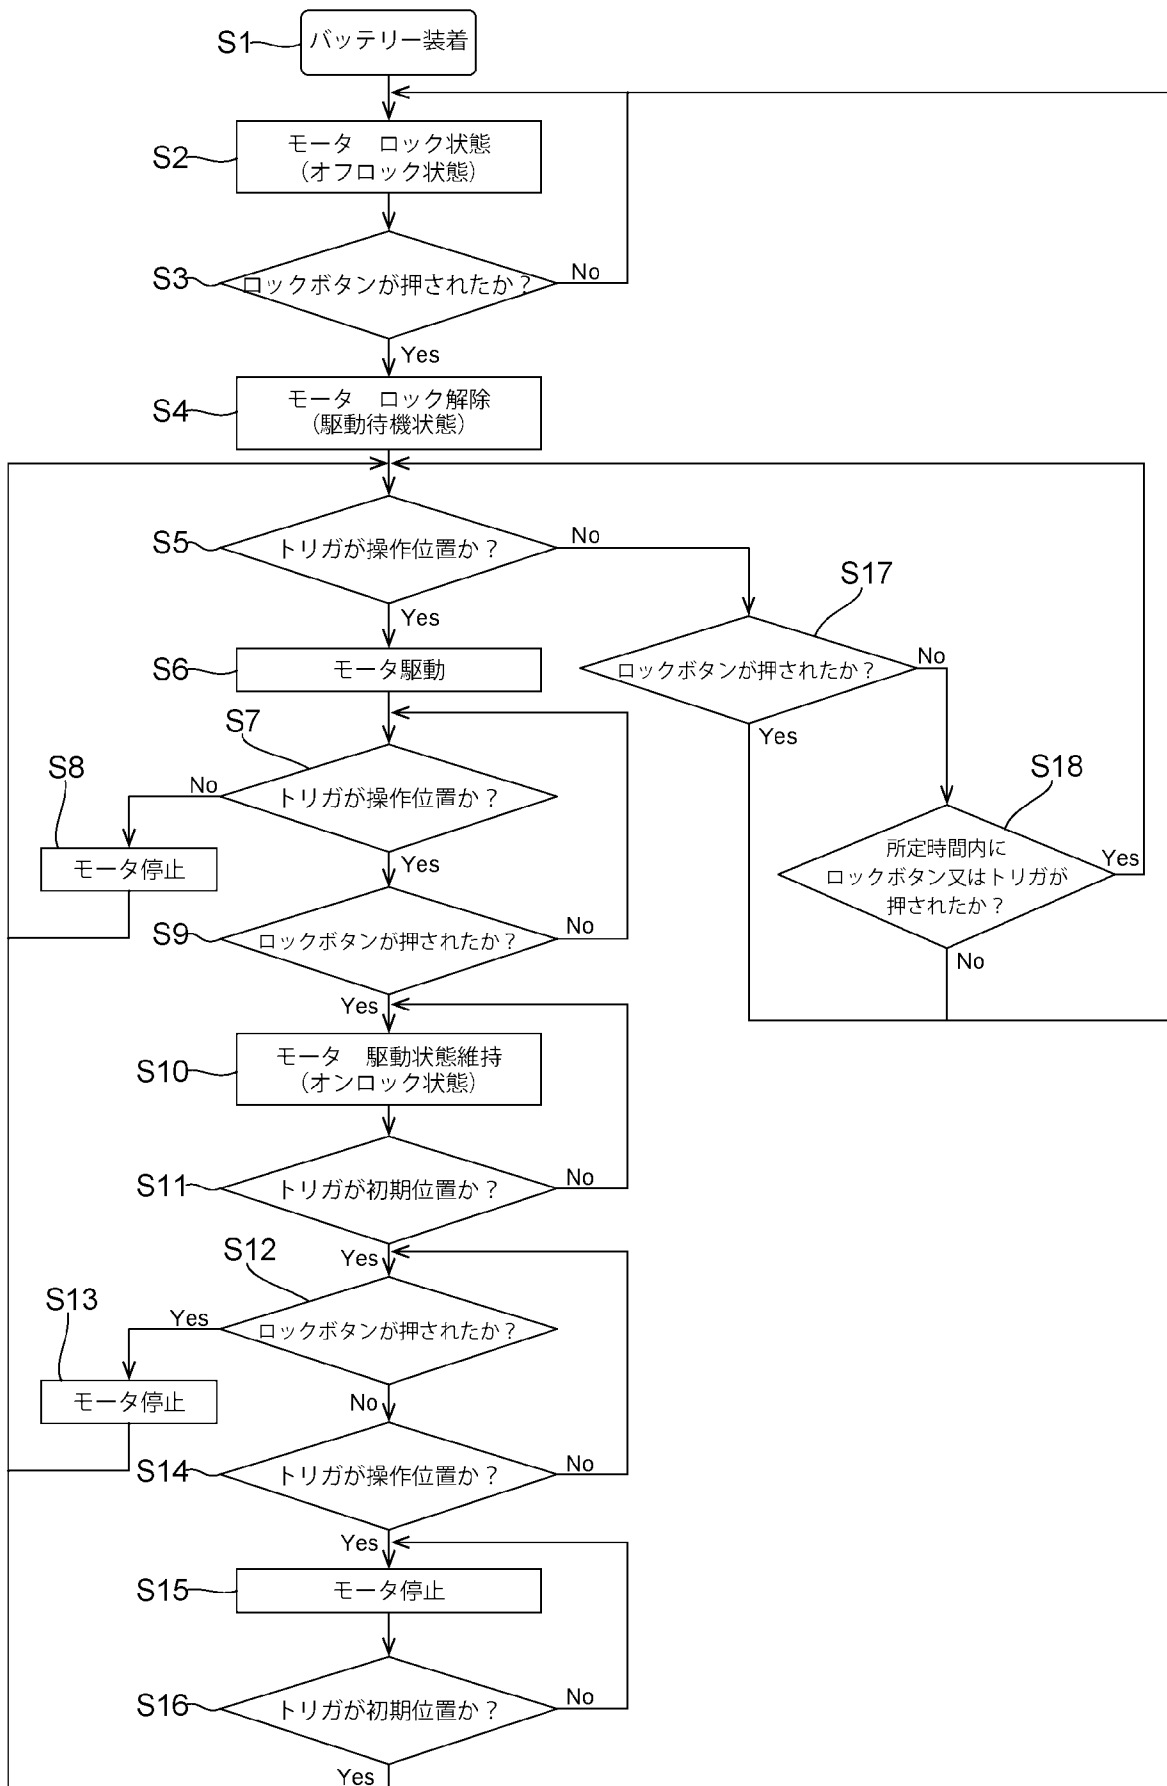 S1
バッテリー装着
S2
モータ　ロック状態
（オフロック状態）
S3
ロックボタンが押されたか？
No
Yes
S4
モータ　ロック解除
（駆動待機状態）
S5
トリガが操作位置か？
No
Yes
S17
ロックボタンが押されたか？
No
Yes
S6
モータ駆動
S7
トリガが操作位置か？
No
Yes
S8
モータ停止
S18
所定時間内に
ロックボタン又はトリガが
押されたか？
Yes
No
S9
ロックボタンが押されたか？
No
Yes
S10
モータ　駆動状態維持
（オンロック状態）
S11
トリガが初期位置か？
No
Yes
S12
ロックボタンが押されたか？
Yes
No
S13
モータ停止
S14
トリガが操作位置か？
No
Yes
S15
モータ停止
S16
トリガが初期位置か？
No
Yes